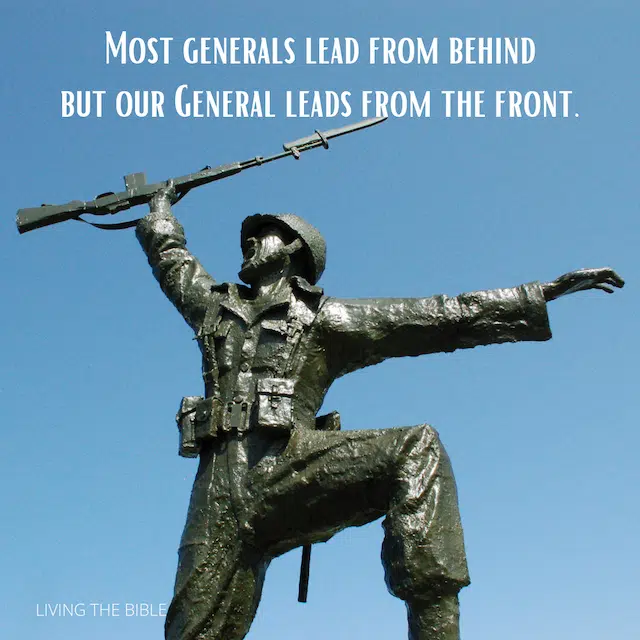 Most generals lead from behind
but our General leads from the front.
LIVING THE BIBLE